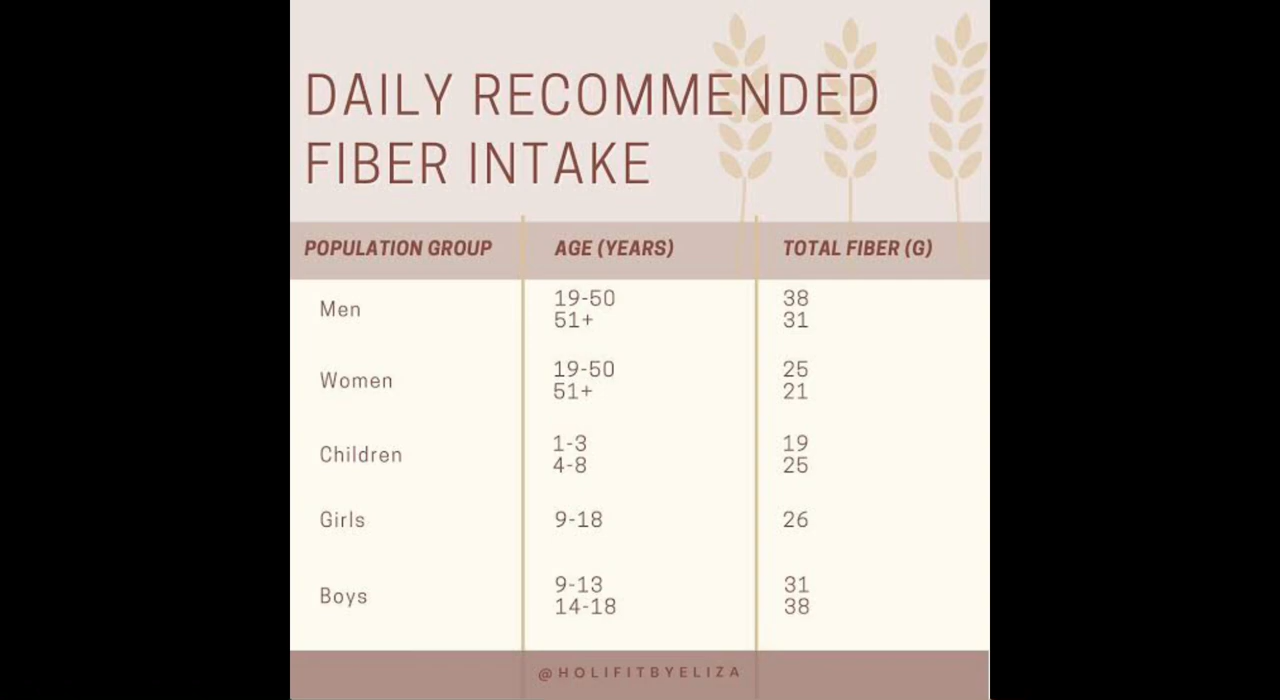 DAILY RECOMMENDED
FIBER INTAKE
POPULATION GROUP AGE (YEARS) TOTAL FIBER (G)
Men
19-50 38
51+ 31
Women
19-50 25
51+ 21
Children
1-3 19
4-8 25
Girls 9-18 26
Boys
9-13 31
14-18 38
@HOLIFITBYELIZA